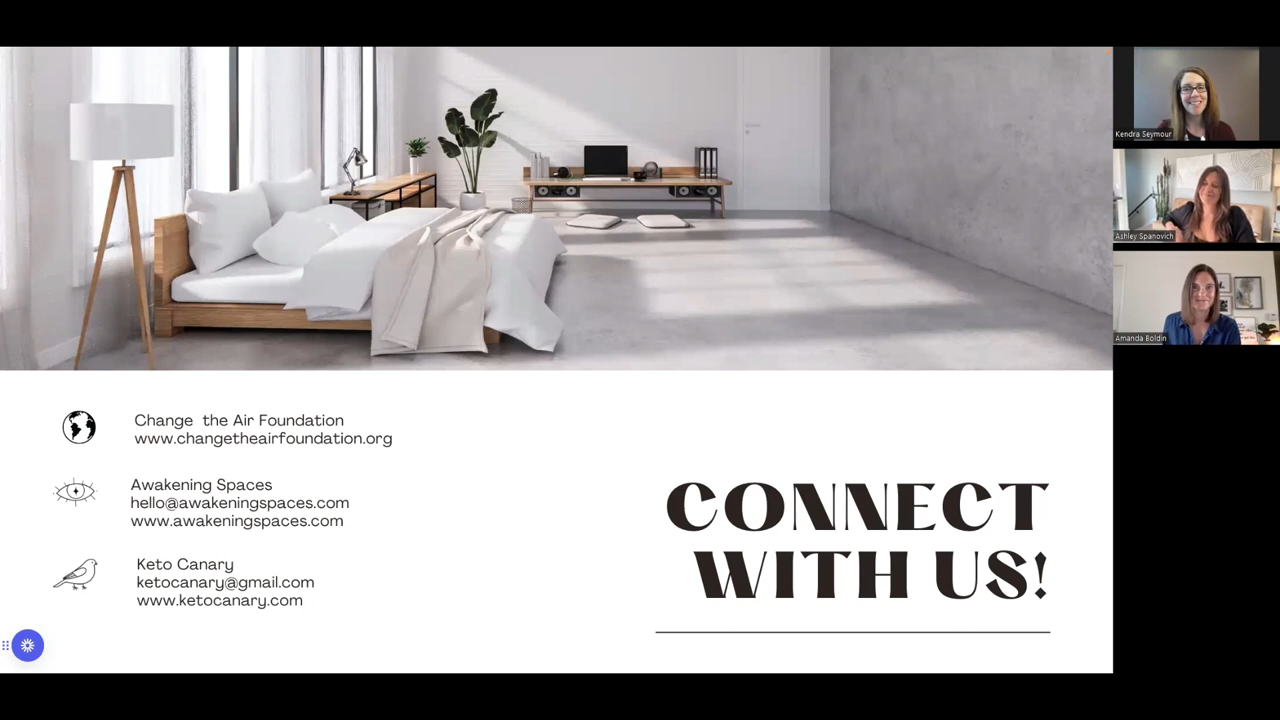 Kendra Seymour
Ashley Spanovich
Amanda Boldin
Change the Air Foundation
www.changetheairfoundation.org
Awakening Spaces
hello@awakeningspaces.com
www.awakeningspaces.com
Keto Canary
ketocanary@gmail.com
www.ketocanary.com
CONNECT
WITH US!